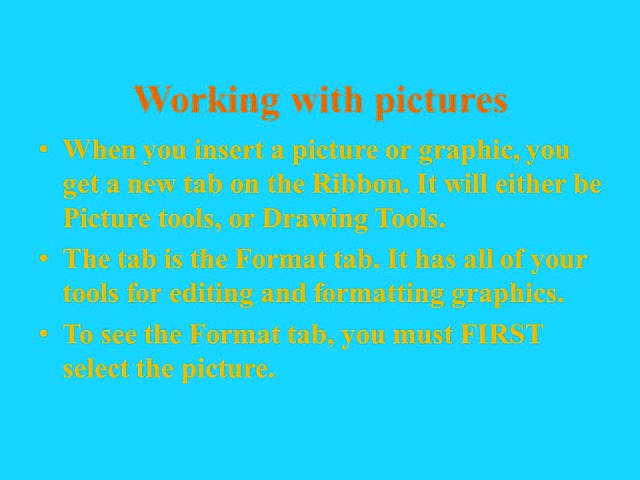 Working with pictures
• When you insert a picture or graphic, you
get a new tab on the Ribbon. It will either be
Picture tools, or Drawing Tools.
• The tab is the Format tab. It has all of your
tools for editing and formatting graphics.
• To see the Format tab, you must FIRST
select the picture.